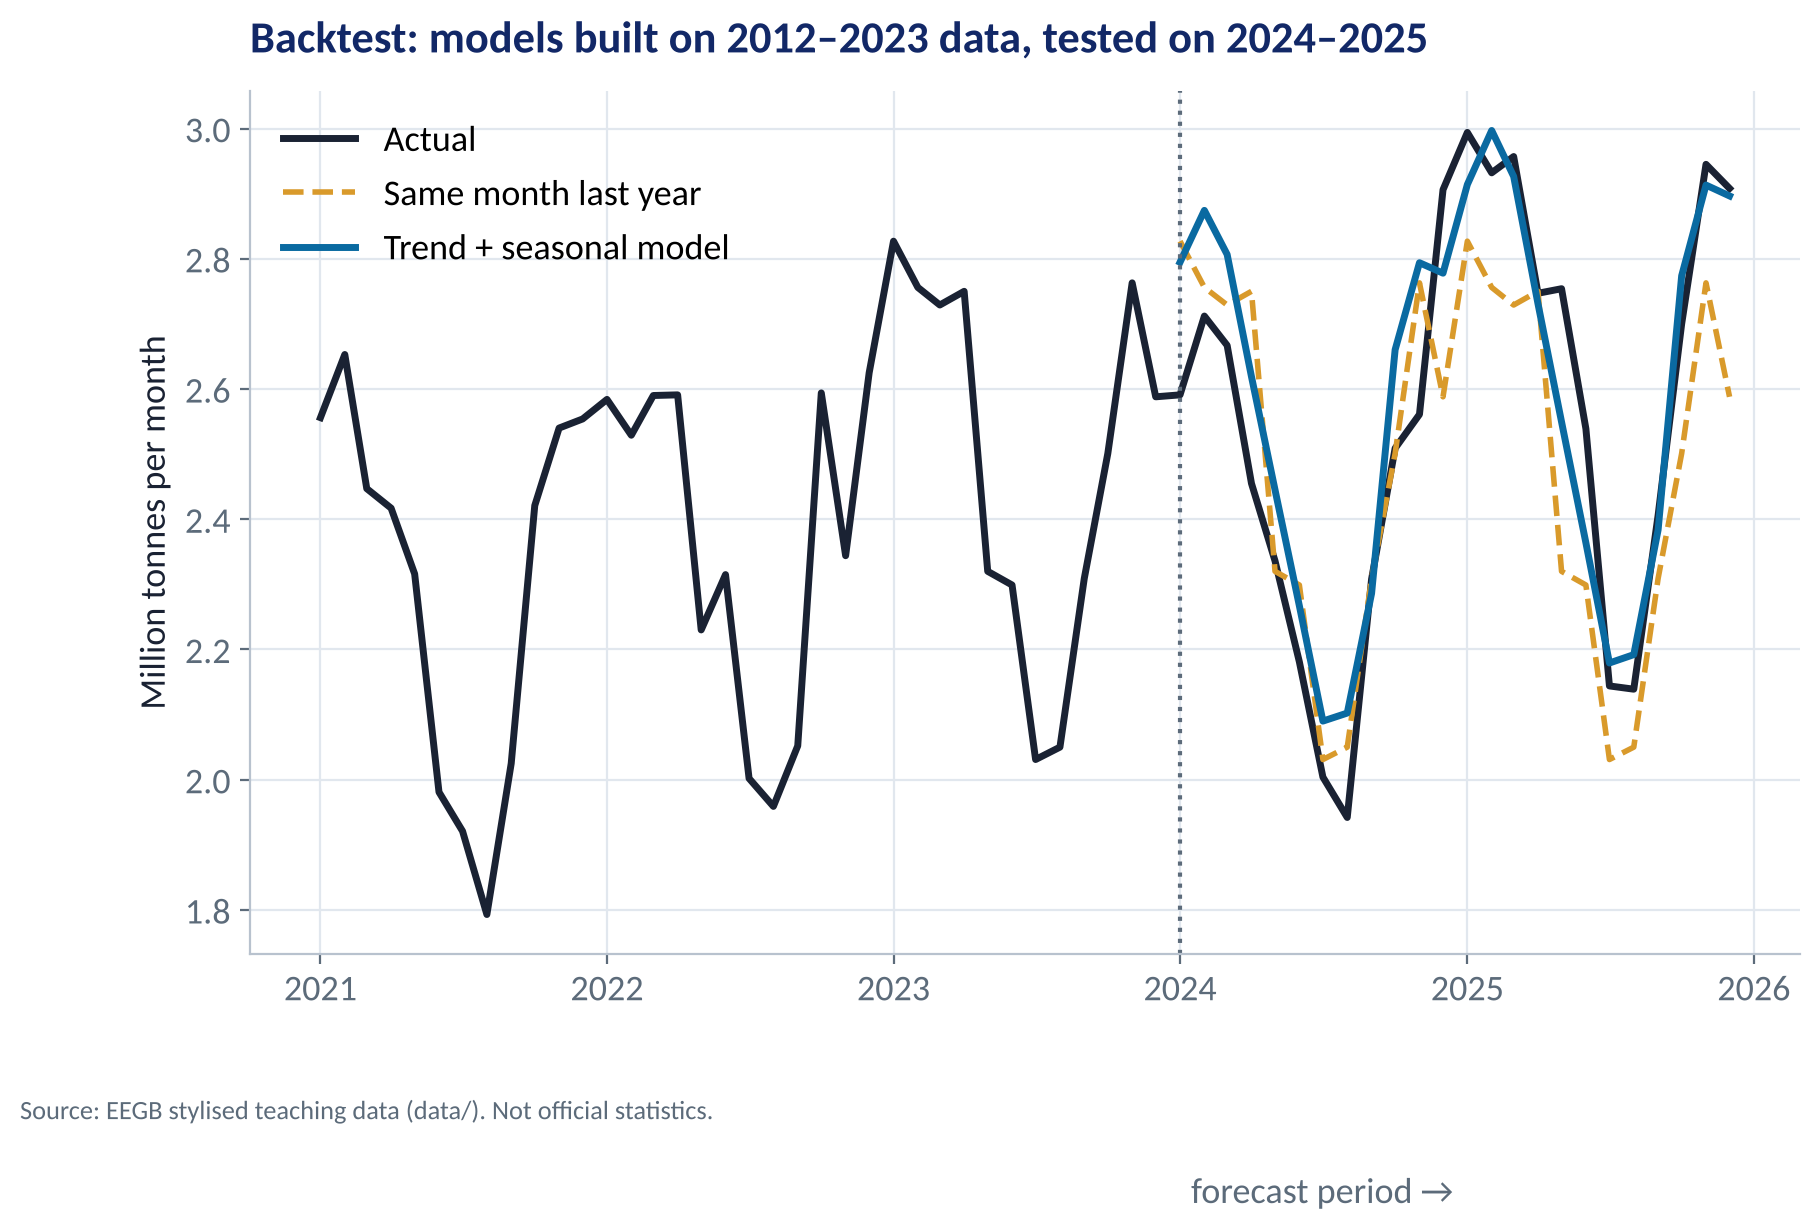 Backtest: models built on 2012–2023 data, tested on 2024–2025
Actual
Same month last year
Trend + seasonal model
Million tonnes per month
3.0
2.8
2.6
2.4
2.2
2.0
1.8
2021 2022 2023 2024 2025 2026
Source: EEGB stylised teaching data (data/). Not official statistics.
forecast period →